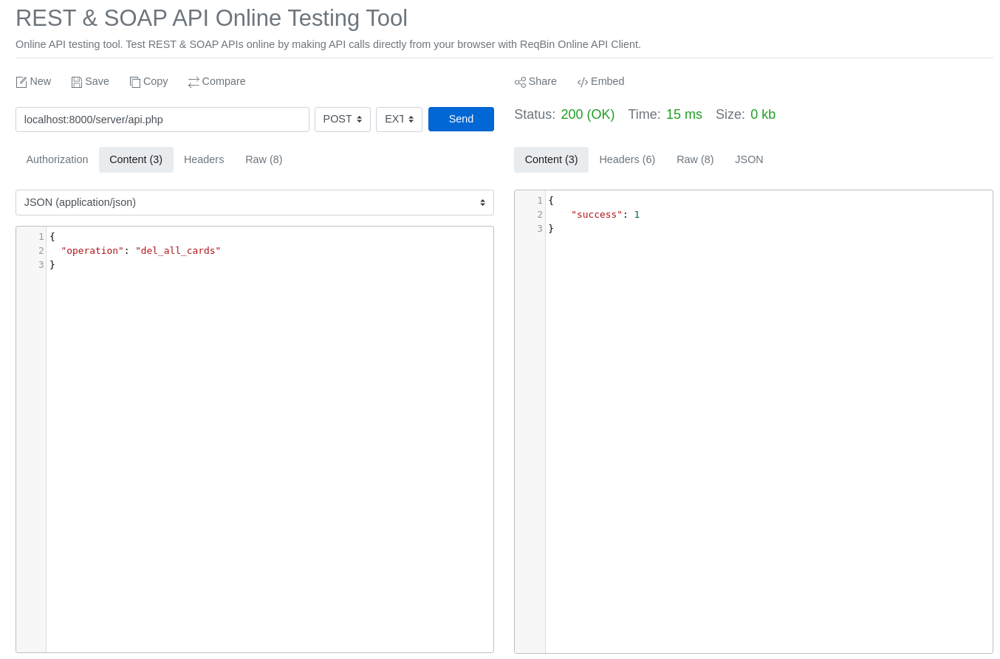 REST & SOAP API Online Testing Tool
Online API testing tool. Test REST & SOAP APIs online by making API calls directly from your browser with ReqBin Online API Client.
New Save Copy Compare
Share Embed
localhost:8000/server/api.php POST EXT Send
Status: 200 (OK) Time: 15 ms Size: 0 kb
Authorization Content (3) Headers Raw (8)
Content (3) Headers (6) Raw (8) JSON
JSON (application/json)
1 {
2 "operation": "del_all_cards"
3 }
1 {
2 "success": 1
3 }